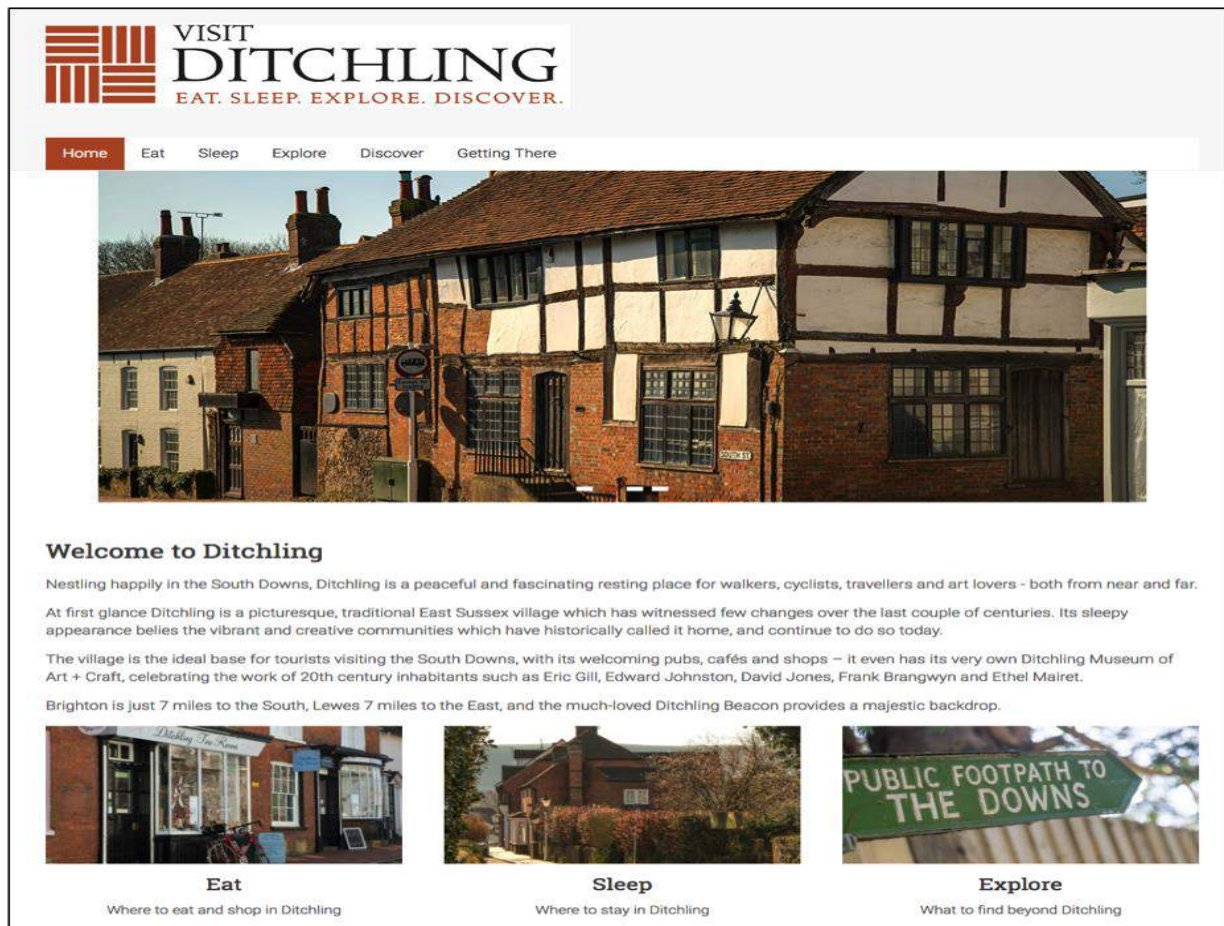 VISIT
DITCHLING
EAT. SLEEP. EXPLORE. DISCOVER.
Home Eat Sleep Explore Discover Getting There
SOUTH ST.
Welcome to Ditchling
Nestling happily in the South Downs, Ditchling is a peaceful and fascinating resting place for walkers, cyclists, travellers and art lovers - both from near and far.
At first glance Ditchling is a picturesque, traditional East Sussex village which has witnessed few changes over the last couple of centuries. Its sleepy
appearance belies the vibrant and creative communities which have historically called it home, and continue to do so today.
The village is the ideal base for tourists visiting the South Downs, with its welcoming pubs, cafés and shops – it even has its very own Ditchling Museum of
Art + Craft, celebrating the work of 20th century inhabitants such as Eric Gill, Edward Johnston, David Jones, Frank Brangwyn and Ethel Mairet.
Brighton is just 7 miles to the South, Lewes 7 miles to the East, and the much-loved Ditchling Beacon provides a majestic backdrop.
Ditchling Tea Rooms
PUBLIC FOOTPATH TO
THE DOWNS
Eat
Sleep
Explore
Where to eat and shop in Ditchling
Where to stay in Ditchling
What to find beyond Ditchling